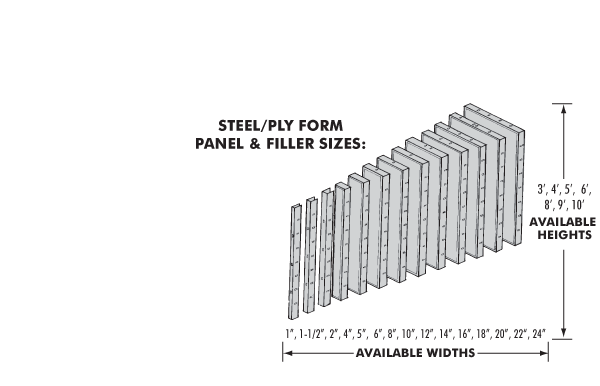 STEEL/PLY FORM
PANEL & FILLER SIZES:
3’, 4’, 5’, 6’,
8’, 9’, 10’
AVAILABLE
HEIGHTS
1”, 1-1/2”, 2”, 4”, 5”, 6”, 8”, 10”, 12”, 14”, 16”, 18”, 20”, 22”, 24”
AVAILABLE WIDTHS